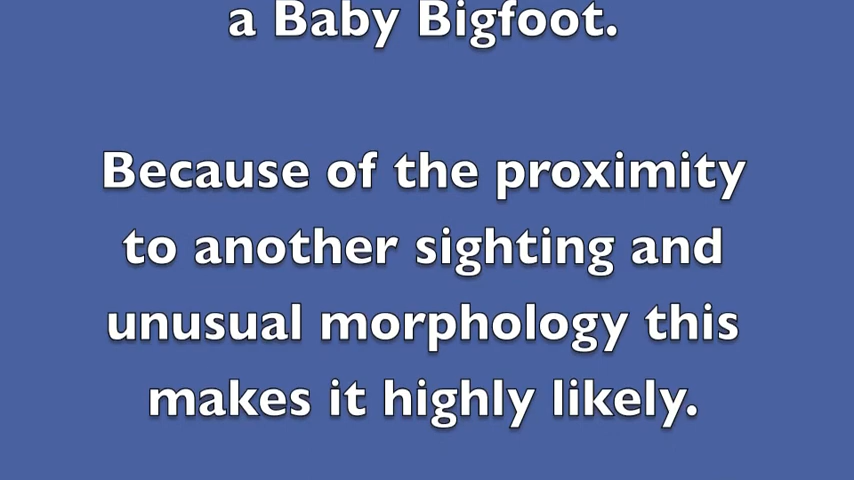 a Baby Bigfoot.
Because of the proximity
to another sighting and
unusual morphology this
makes it highly likely.